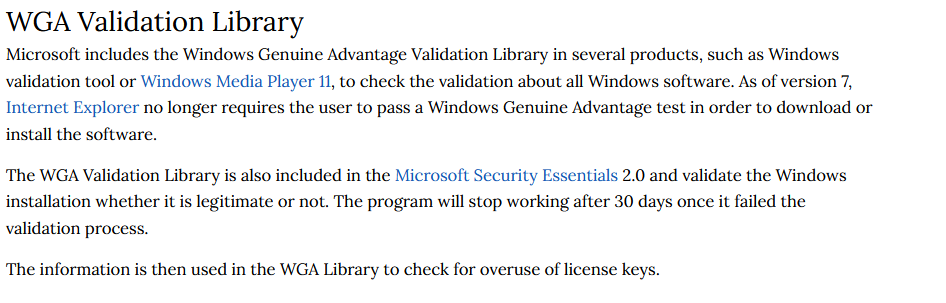 WGA Validation Library
Microsoft includes the Windows Genuine Advantage Validation Library in several products, such as Windows
validation tool or Windows Media Player 11, to check the validation about all Windows software. As of version 7,
Internet Explorer no longer requires the user to pass a Windows Genuine Advantage test in order to download or
install the software.
The WGA Validation Library is also included in the Microsoft Security Essentials 2.0 and validate the Windows
installation whether it is legitimate or not. The program will stop working after 30 days once it failed the
validation process.
The information is then used in the WGA Library to check for overuse of license keys.